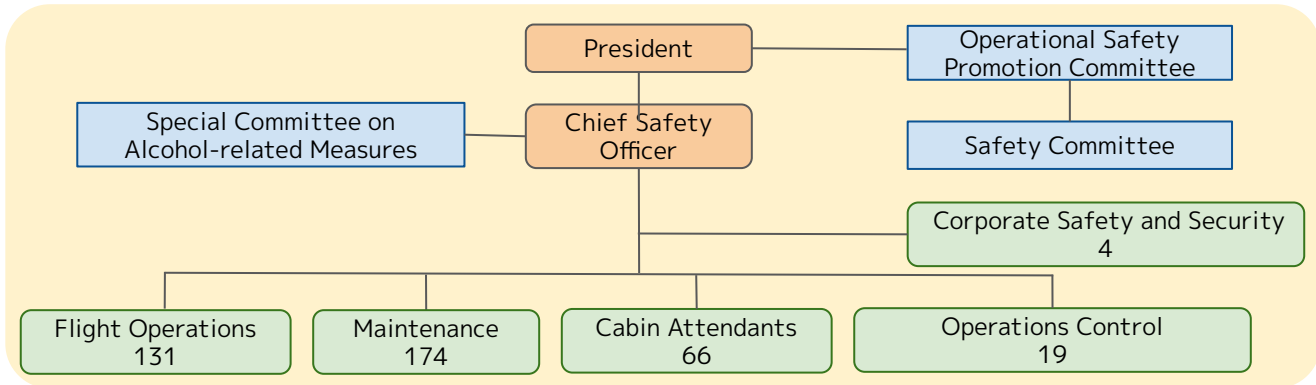 President
Operational Safety
Promotion Committee
Special Committee on
Alcohol-related Measures
Chief Safety
Officer
Safety Committee
Corporate Safety and Security
4
Flight Operations
131
Maintenance
174
Cabin Attendants
66
Operations Control
19